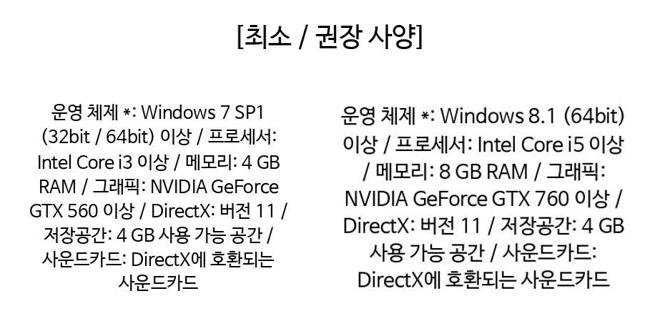 [최소 / 권장 사양]
운영 체제 *: Windows 7 SP1
(32bit / 64bit) 이상 / 프로세서:
Intel Core i3 이상 / 메모리: 4 GB
RAM / 그래픽: NVIDIA GeForce
GTX 560 이상 / DirectX: 버전 11 /
저장공간: 4 GB 사용 가능 공간 /
사운드카드: DirectX에 호환되는
사운드카드
운영 체제 *: Windows 8.1 (64bit)
이상 / 프로세서: Intel Core i5 이상
/ 메모리: 8 GB RAM / 그래픽:
NVIDIA GeForce GTX 760 이상 /
DirectX: 버전 11 / 저장공간: 4 GB
사용 가능 공간 / 사운드카드:
DirectX에 호환되는 사운드카드